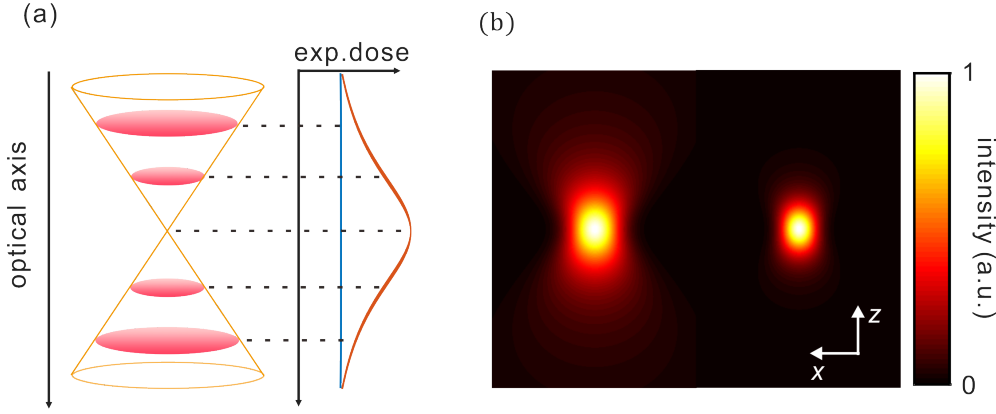 (a)
exp.dose
optical axis
(b)
1
intensity (a.u.)
0
z
x